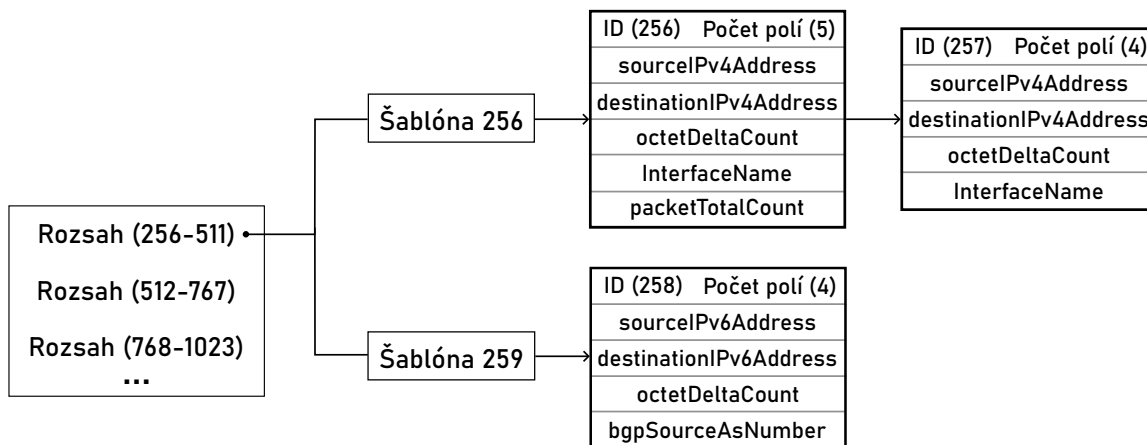 Rozsah (256-511)
Rozsah (512-767)
Rozsah (768-1023)
...
Šablóna 256
ID (256) Počet polí (5)
sourceIPv4Address
destinationIPv4Address
octetDeltaCount
InterfaceName
packetTotalCount
ID (257) Počet polí (4)
sourceIPv4Address
destinationIPv4Address
octetDeltaCount
InterfaceName
Šablóna 259
ID (258) Počet polí (4)
sourceIPv6Address
destinationIPv6Address
octetDeltaCount
bgpSourceAsNumber